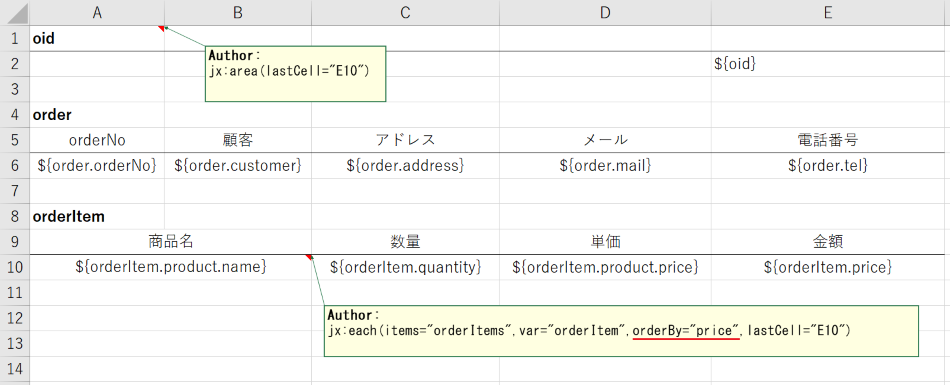 A B C D E
1 oid
Author:
jx:area(lastCell="E10")
2 ${oid}
3
4 order
5 orderNo 顧客 アドレス メール 電話番号
6 ${order.orderNo} ${order.customer} ${order.address} ${order.mail} ${order.tel}
7
8 orderItem
9 商品名 数量 単価 金額
10 ${orderItem.product.name} ${orderItem.quantity} ${orderItem.product.price} ${orderItem.price}
11
12 Author:
jx:each(items="orderItems",var="orderItem",orderBy="price",lastCell="E10")
13
14